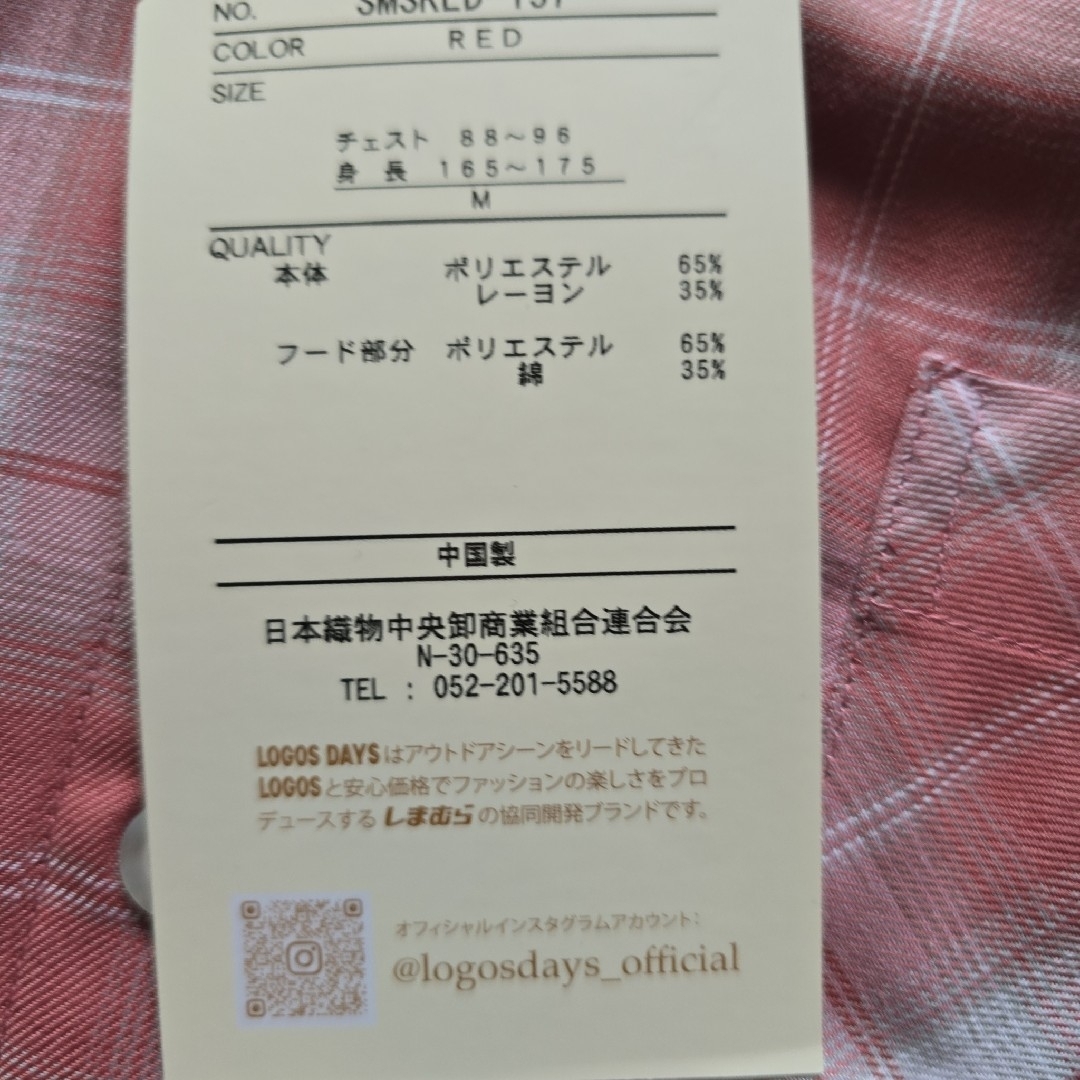 NO.
COLOR RED
SIZE
チェスト 88～96
身 長 165～175
M
QUALITY
本体 ポリエステル 65%
レーヨン 35%
フード部分 ポリエステル 65%
綿 35%
中国製
日本織物中央卸商業組合連合会
N-30-635
TEL : 052-201-5588
LOGOS DAYSはアウトドアシーンをリードしてきた
LOGOSと安心価格でファッションの楽しさをプロ
デュースする しまむら の協同開発ブランドです。
オフィシャルインスタグラムアカウント:
@logosdays_official